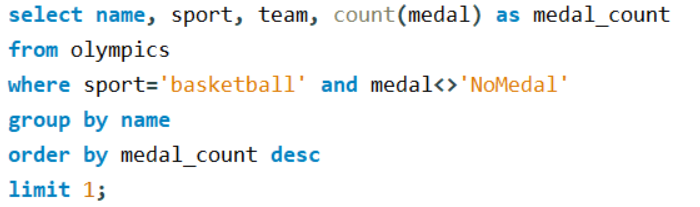 select name, sport, team, count(medal) as medal_count
from olympics
where sport='basketball' and medal<>'NoMedal'
group by name
order by medal_count desc
limit 1;